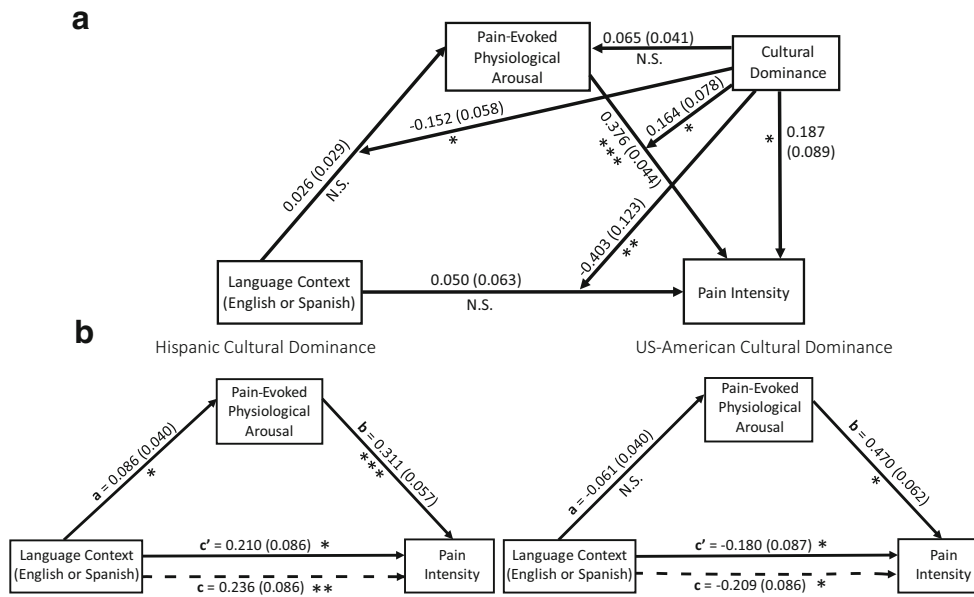 a
Pain-Evoked
Physiological
Arousal
0.065 (0.041)
N.S.
Cultural
Dominance
-0.152 (0.058)
*
0.164 (0.078)
*
0.376 (0.044)
***
* 0.187
(0.089)
0.026 (0.029)
N.S.
-0.403 (0.123)
**
Language Context
(English or Spanish)
0.050 (0.063)
N.S.
Pain Intensity
b
Hispanic Cultural Dominance
Pain-Evoked
Physiological
Arousal
a = 0.086 (0.040)
*
b = 0.311 (0.057)
***
Language Context
(English or Spanish)
c’ = 0.210 (0.086) *
c = 0.236 (0.086) **
Pain
Intensity
US-American Cultural Dominance
Pain-Evoked
Physiological
Arousal
a = -0.061 (0.040)
N.S.
b = 0.470 (0.062)
*
Language Context
(English or Spanish)
c’ = -0.180 (0.087) *
c = -0.209 (0.086) *
Pain
Intensity